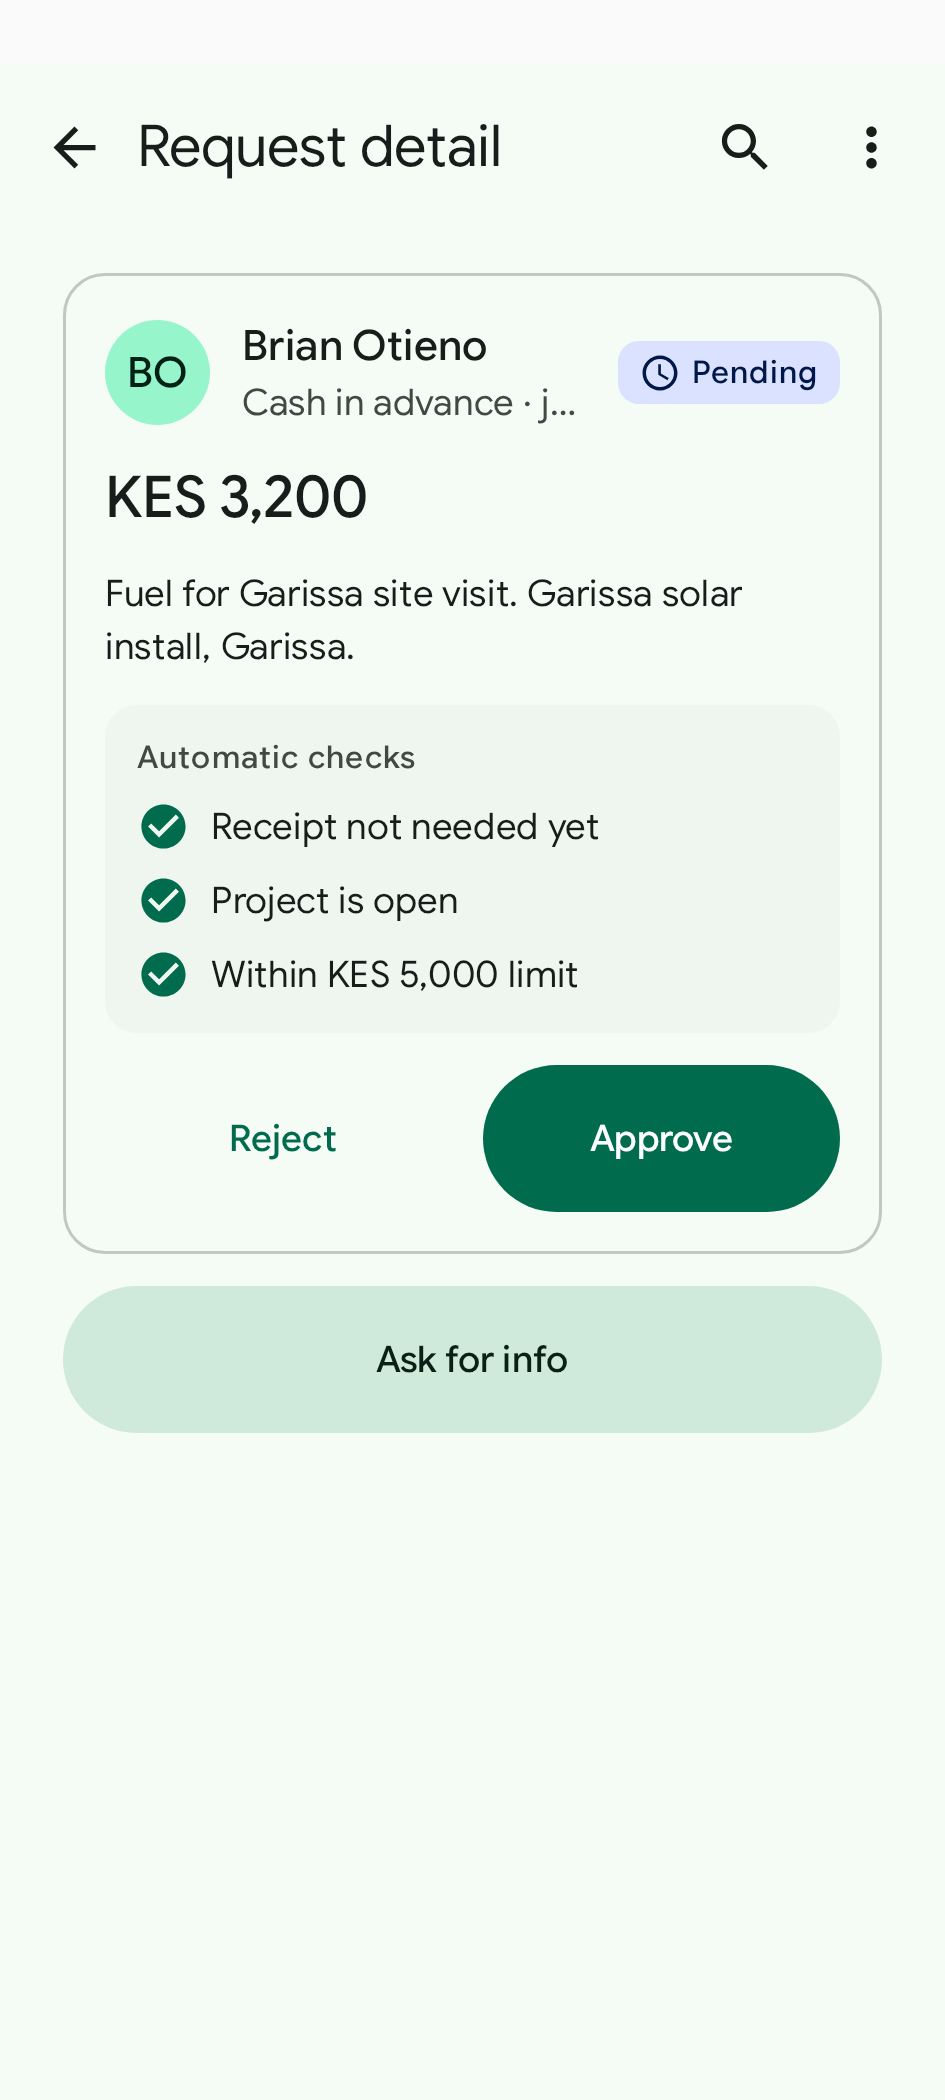 Request detail
BO
Brian Otieno
Cash in advance · j...
Pending
KES 3,200
Fuel for Garissa site visit. Garissa solar
install, Garissa.
Automatic checks
Receipt not needed yet
Project is open
Within KES 5,000 limit
Reject
Approve
Ask for info